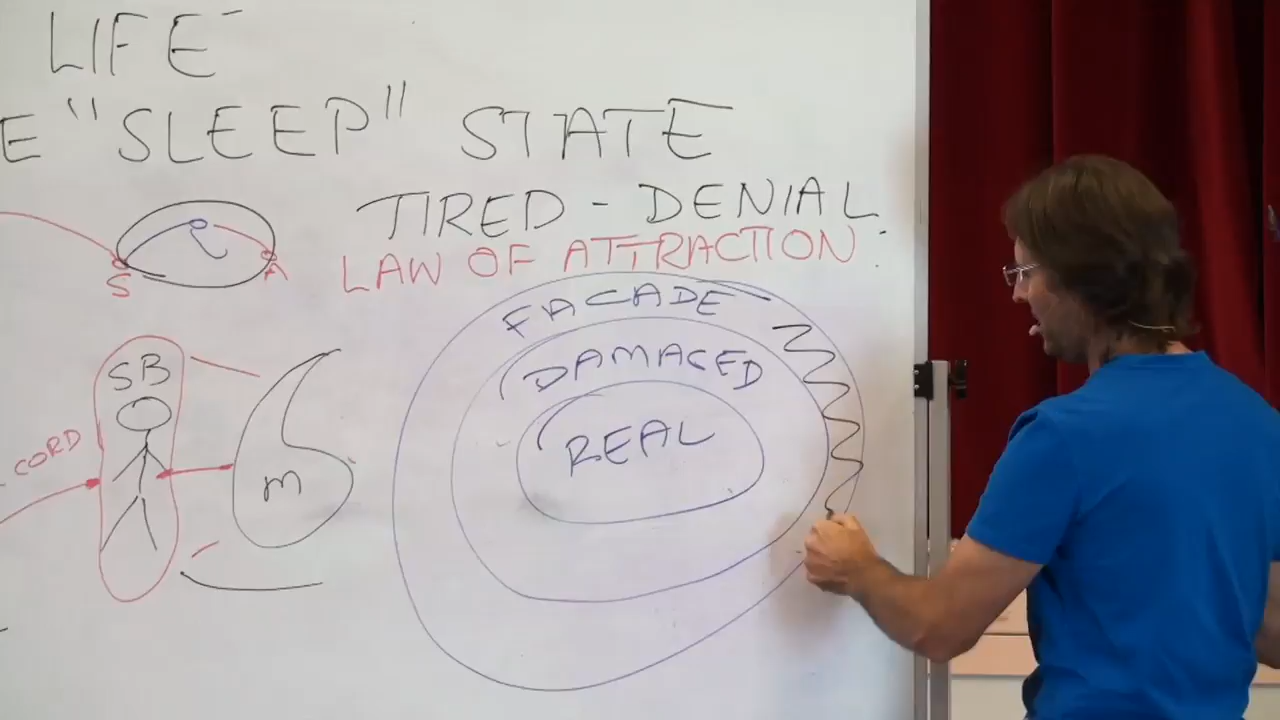 LIFE
E "SLEEP" STATE
TIRED - DENIAL
LAW OF ATTRACTION :
S
A
FACADE
DAMAGED
REAL
SB
CORD
m